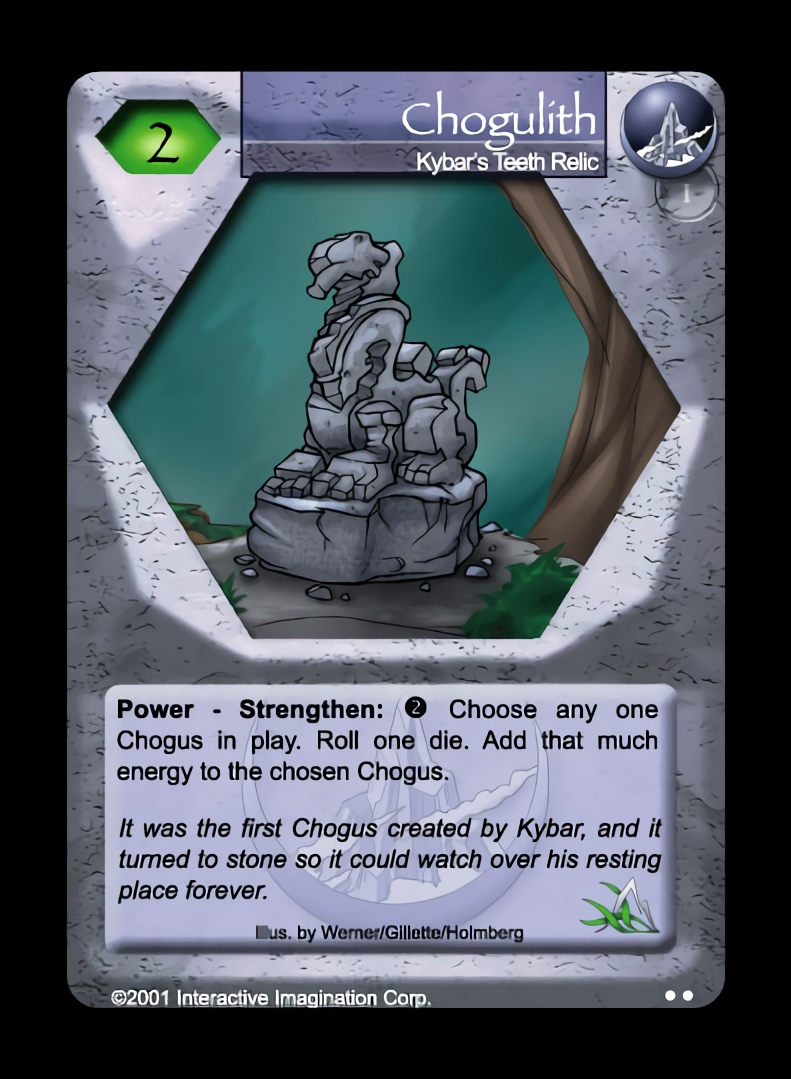 2
Chogulith
Kybar's Teeth Relic
1
Power - Strengthen: ❷ Choose any one
Chogus in play. Roll one die. Add that much
energy to the chosen Chogus.
It was the first Chogus created by Kybar, and it
turned to stone so it could watch over his resting
place forever.
Illus. by Werner/Gillette/Holmberg
©2001 Interactive Imagination Corp.